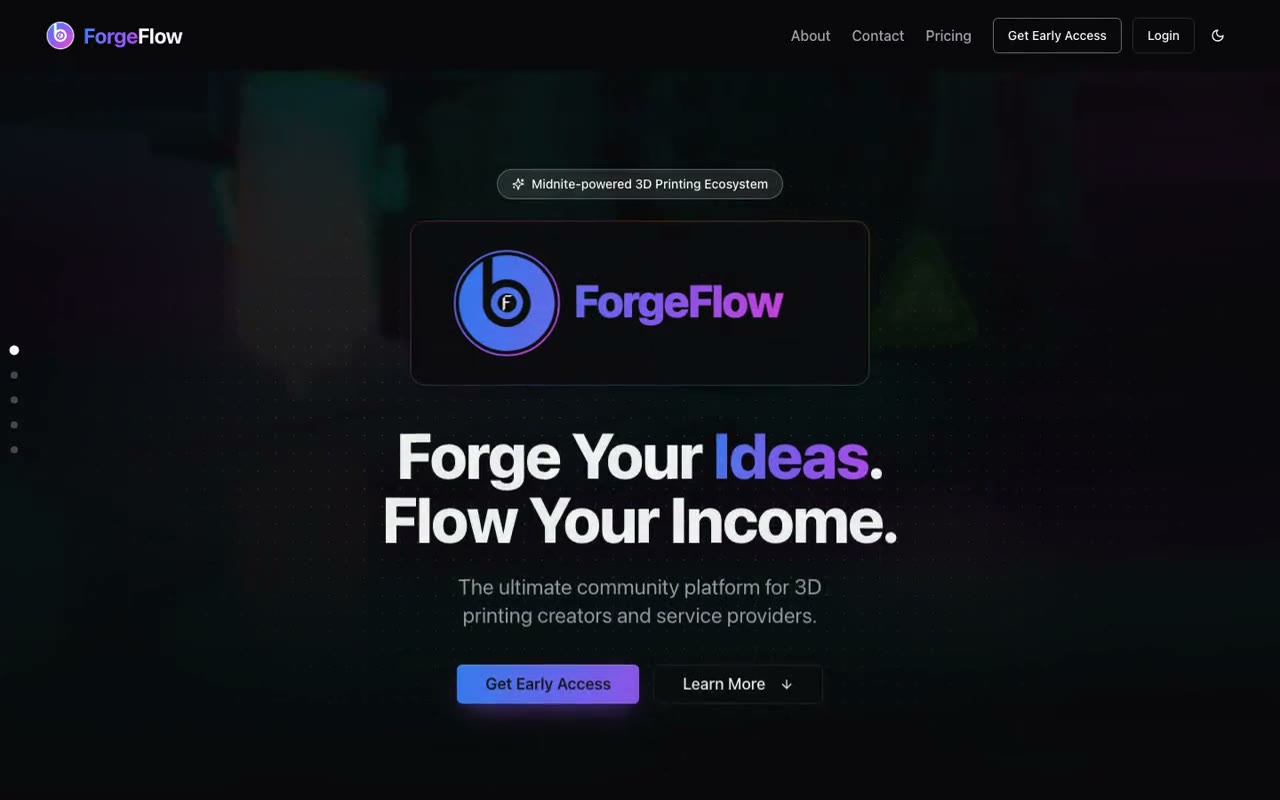 ForgeFlow
About
Contact
Pricing
Get Early Access
Login
Midnite-powered 3D Printing Ecosystem
b
F
ForgeFlow
Forge Your Ideas.
Flow Your Income.
The ultimate community platform for 3D
printing creators and service providers.
Get Early Access
Learn More